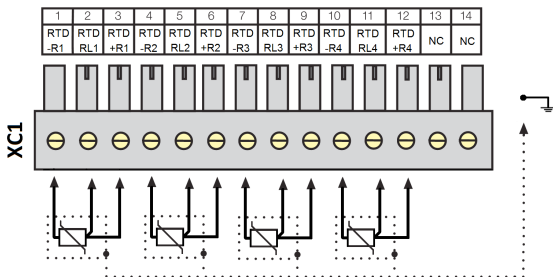 1 2 3 4 5 6 7 8 9 10 11 12 13 14
RTD RTD RTD RTD RTD RTD RTD RTD RTD RTD RTD RTD NC NC
-R1 RL1 +R1 -R2 RL2 +R2 -R3 RL3 +R3 -R4 RL4 +R4
XC1